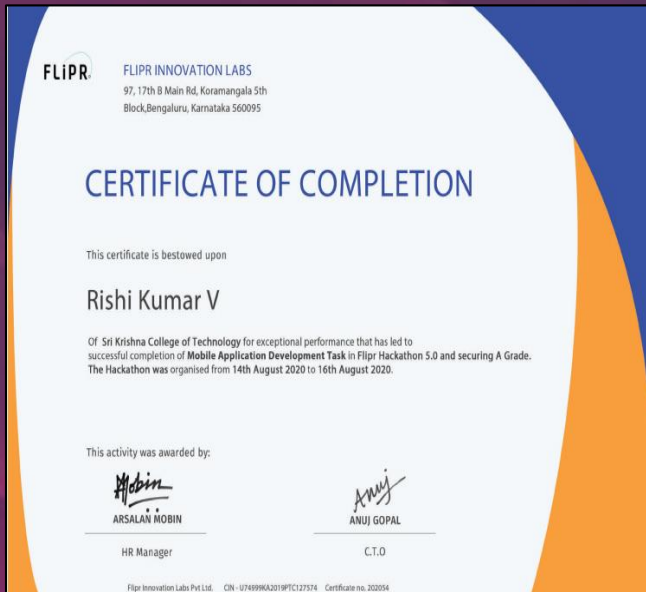 FLiPR
FLIPR INNOVATION LABS
97, 17th B Main Rd, Koramangala 5th
Block,Bengaluru, Karnataka 560095
CERTIFICATE OF COMPLETION
This certificate is bestowed upon
Rishi Kumar V
Of Sri Krishna College of Technology for exceptional performance that has led to
successful completion of Mobile Application Development Task in Flipr Hackathon 5.0 and securing A Grade.
The Hackathon was organised from 14th August 2020 to 16th August 2020.
This activity was awarded by:
Mobin
Anuj
ARSALAN MOBIN
ANUJ GOPAL
HR Manager
C.T.O
Flipr Innovation Labs Pvt Ltd. CIN - U74999KA2019PTC127574 Certificate no. 202054